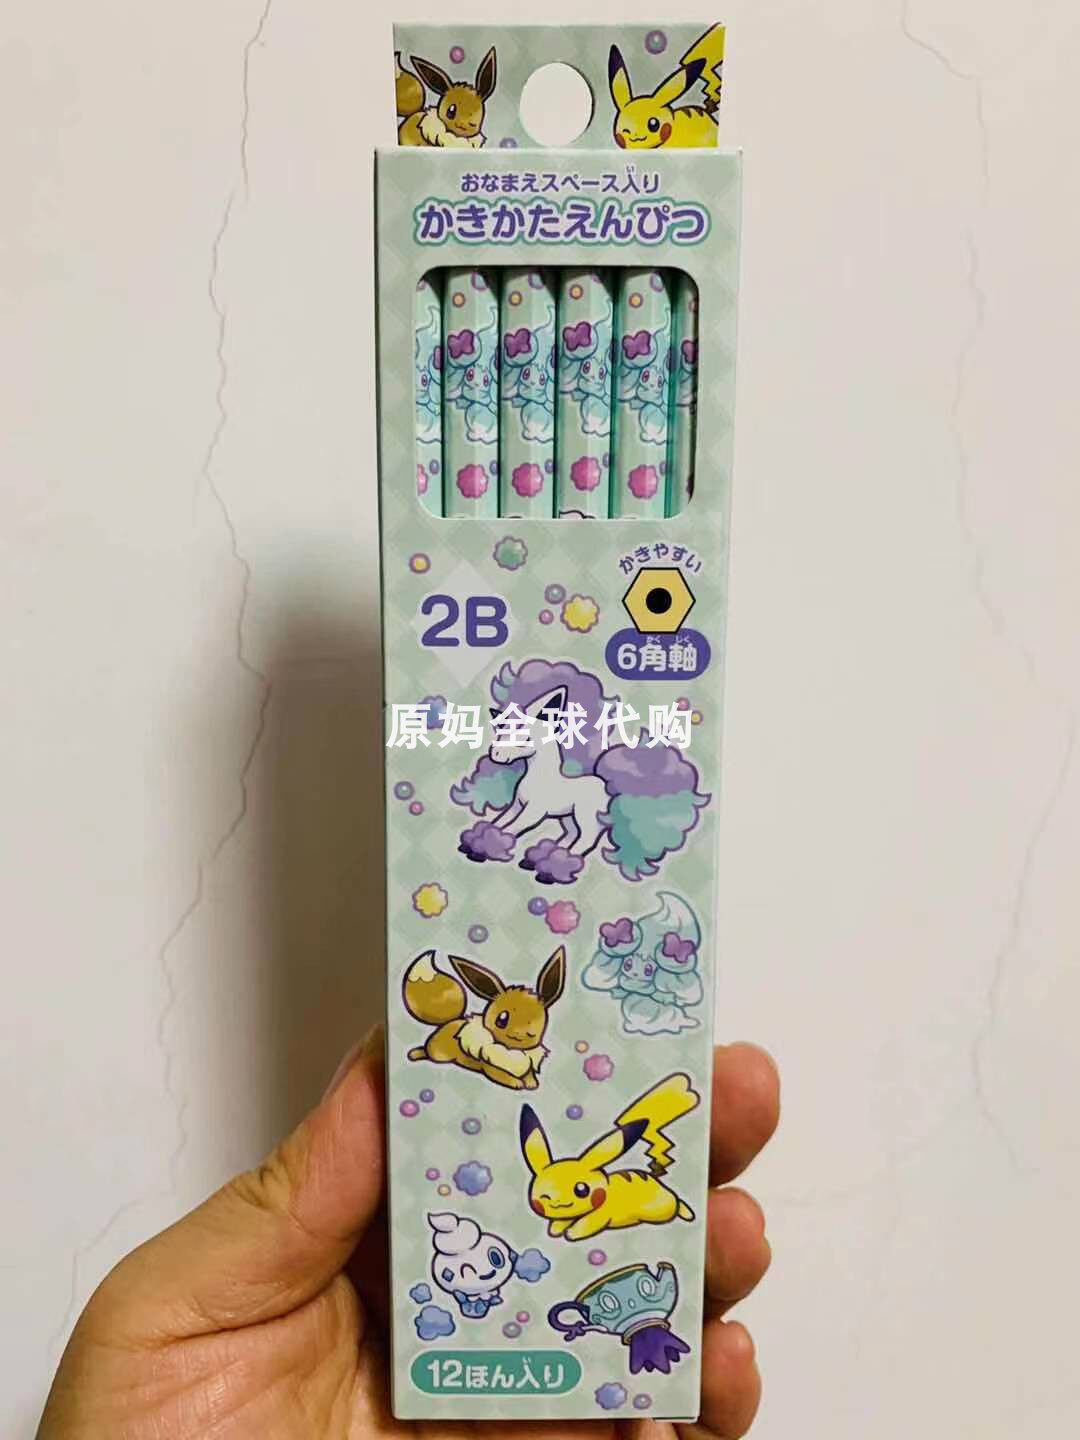 おなまえスペース入り
かきかたえんぴつ
かきやすい
2B
6角軸
原妈全球代购
12ほん入り